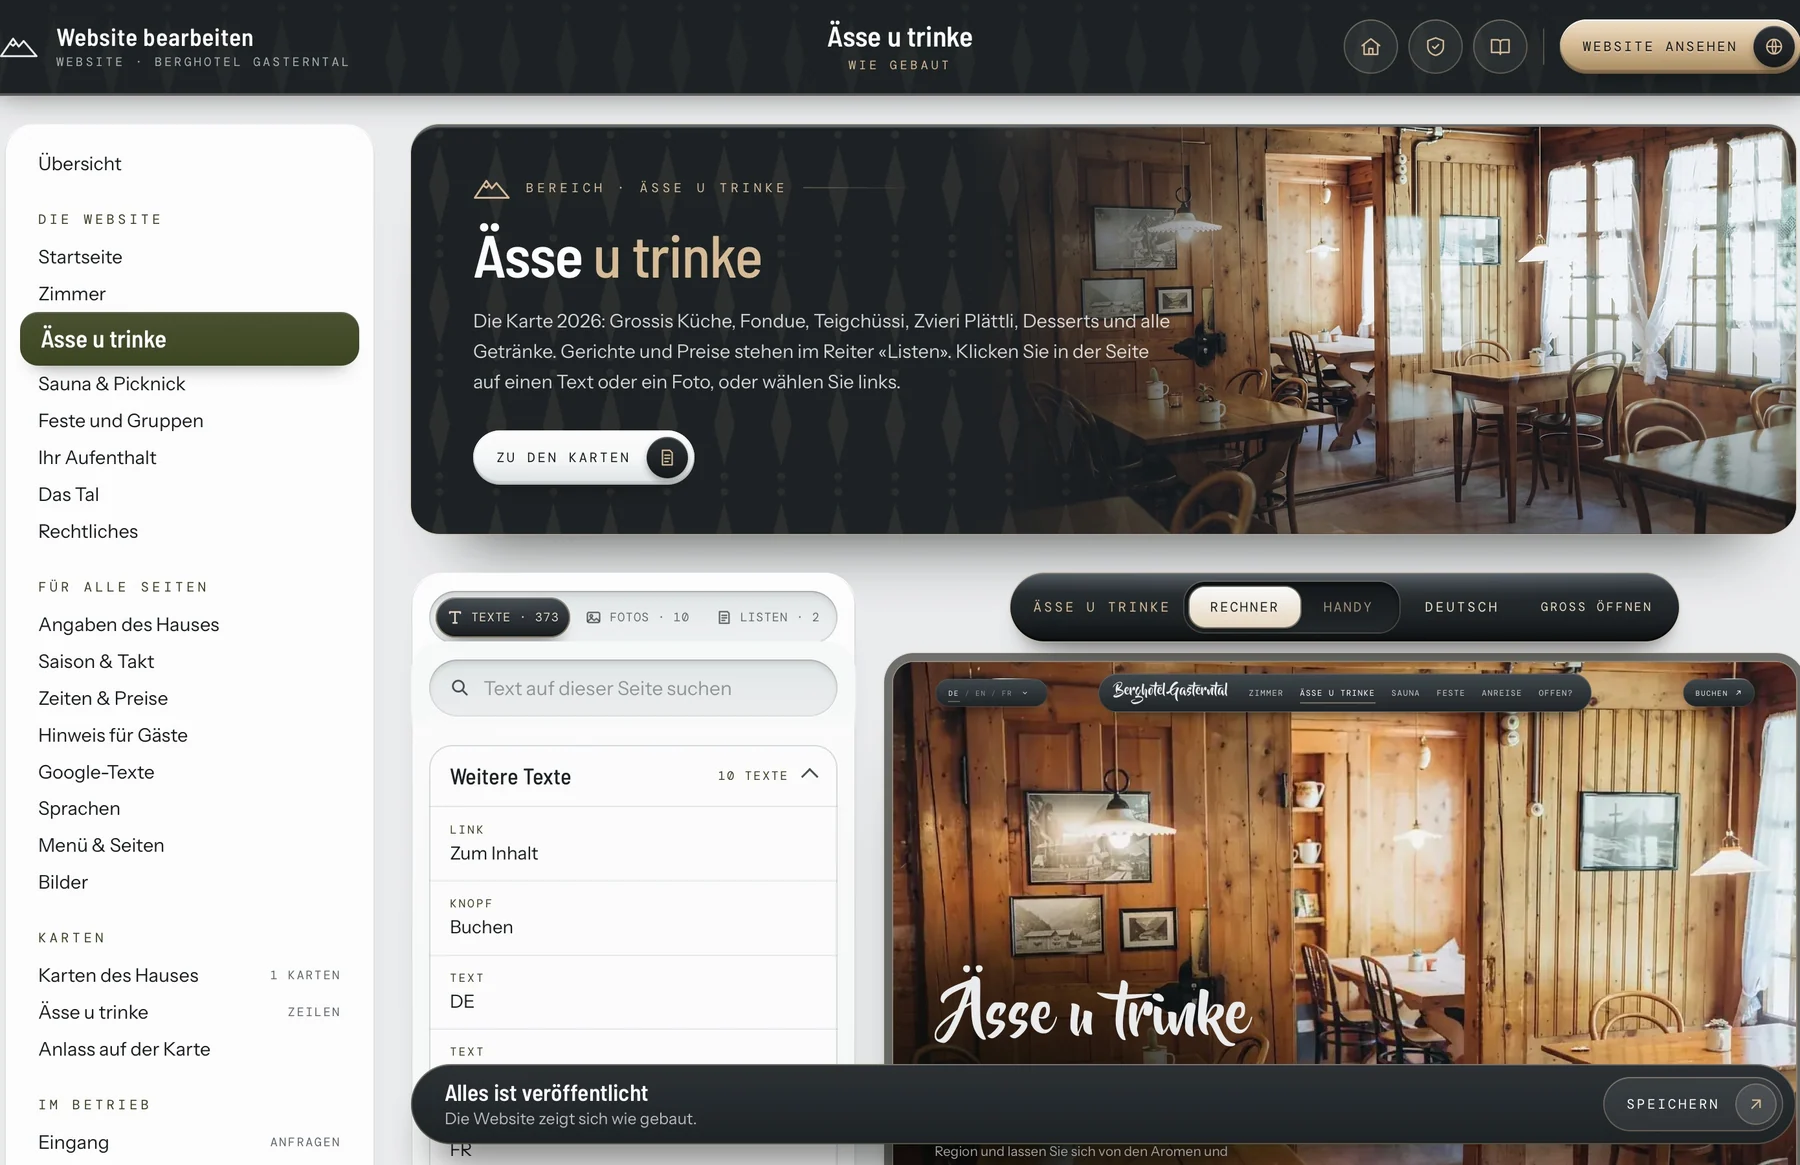 Website bearbeiten
WEBSITE · BERGHOTEL GASTERNTAL
Ässe u trinke
WIE GEBAUT
WEBSITE ANSEHEN
Übersicht
DIE WEBSITE
Startseite
Zimmer
Ässe u trinke
Sauna & Picknick
Feste und Gruppen
Ihr Aufenthalt
Das Tal
Rechtliches
FÜR ALLE SEITEN
Angaben des Hauses
Saison & Takt
Zeiten & Preise
Hinweis für Gäste
Google-Texte
Sprachen
Menü & Seiten
Bilder
KARTEN
Karten des Hauses 1 KARTEN
Ässe u trinke ZEILEN
Anlass auf der Karte
IM BETRIEB
Eingang ANFRAGEN
BEREICH · ÄSSE U TRINKE
Ässe u trinke
Die Karte 2026: Grossis Küche, Fondue, Teigchüssi, Zvieri Plättli, Desserts und alle
Getränke. Gerichte und Preise stehen im Reiter «Listen». Klicken Sie in der Seite
auf einen Text oder ein Foto, oder wählen Sie links.
ZU DEN KARTEN
TEXTE · 373 FOTOS · 10 LISTEN · 2
Text auf dieser Seite suchen
Weitere Texte 10 TEXTE
LINK
Zum Inhalt
KNOPF
Buchen
TEXT
DE
TEXT
FR
ÄSSE U TRINKE RECHNER HANDY DEUTSCH GROSS ÖFFNEN
DE / EN / FR
Berghotel Gasterntal ZIMMER ÄSSE U TRINKE SAUNA FESTE ANREISE OFFEN?
BUCHEN
Ässe u trinke
Region und lassen Sie sich von den Aromen und
Alles ist veröffentlicht
Die Website zeigt sich wie gebaut.
SPEICHERN